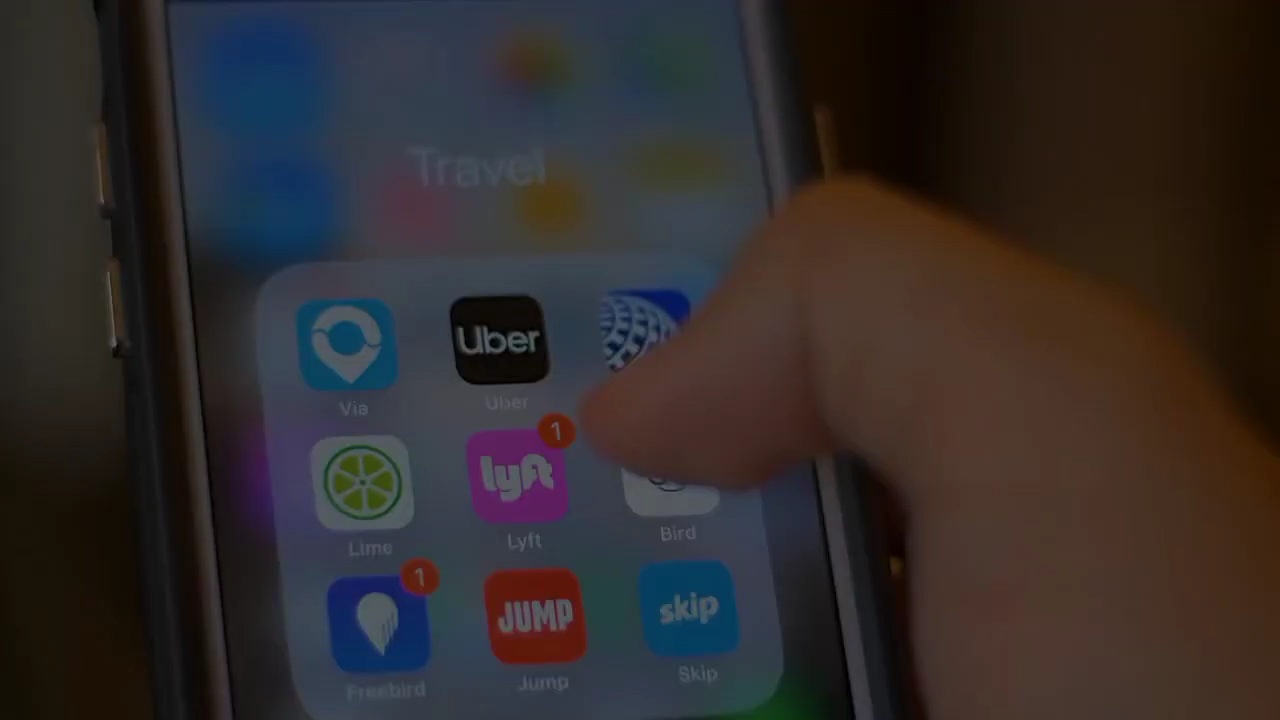 Travel
Uber
Via
Uber
1
lyft
Lime
Lyft
Bird
1
JUMP
skip
Freebird
Jump
Skip